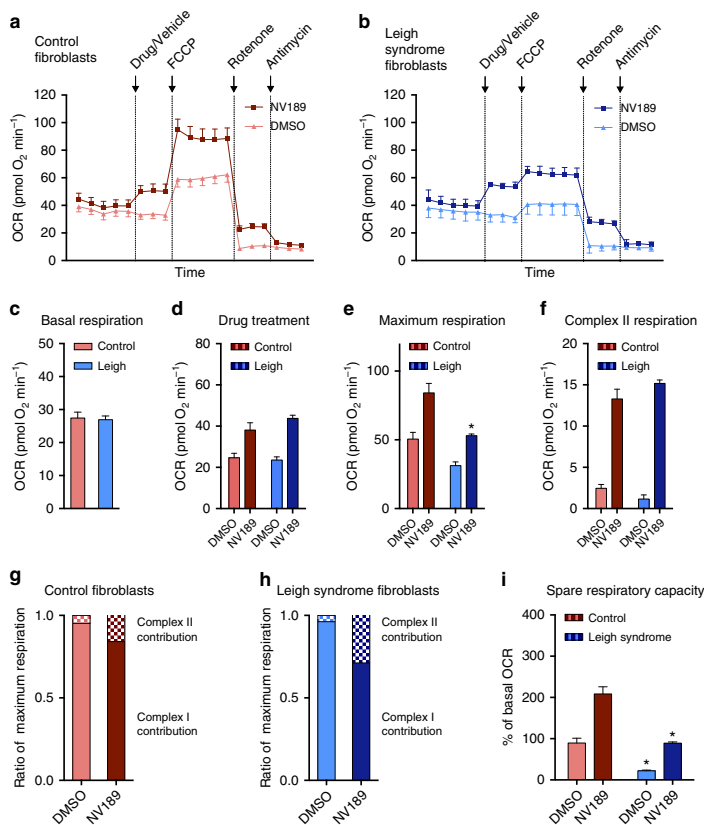 a
Control
fibroblasts
Drug/Vehicle
FCCP
Rotenone
Antimycin
OCR (pmol O₂ min⁻¹)
120
100
80
60
40
20
0
NV189
DMSO
Time
b
Leigh
syndrome
fibroblasts
Drug/Vehicle
FCCP
Rotenone
Antimycin
OCR (pmol O₂ min⁻¹)
120
100
80
60
40
20
0
NV189
DMSO
Time
c
Basal respiration
OCR (pmol O₂ min⁻¹)
50
40
30
20
10
0
Control
Leigh
d
Drug treatment
OCR (pmol O₂ min⁻¹)
80
60
40
20
0
Control
Leigh
DMSO
NV189
DMSO
NV189
e
Maximum respiration
OCR (pmol O₂ min⁻¹)
100
50
0
Control
Leigh
*
DMSO
NV189
DMSO
NV189
f
Complex II respiration
OCR (pmol O₂ min⁻¹)
20
15
10
5
0
Control
Leigh
DMSO
NV189
DMSO
NV189
g
Control fibroblasts
Ratio of maximum respiration
1.0
0.5
0.0
Complex II
contribution
Complex I
contribution
DMSO
NV189
h
Leigh syndrome fibroblasts
Ratio of maximum respiration
1.0
0.5
0.0
Complex II
contribution
Complex I
contribution
DMSO
NV189
i
Spare respiratory capacity
% of basal OCR
400
300
200
100
0
Control
Leigh syndrome
*
*
DMSO
NV189
DMSO
NV189